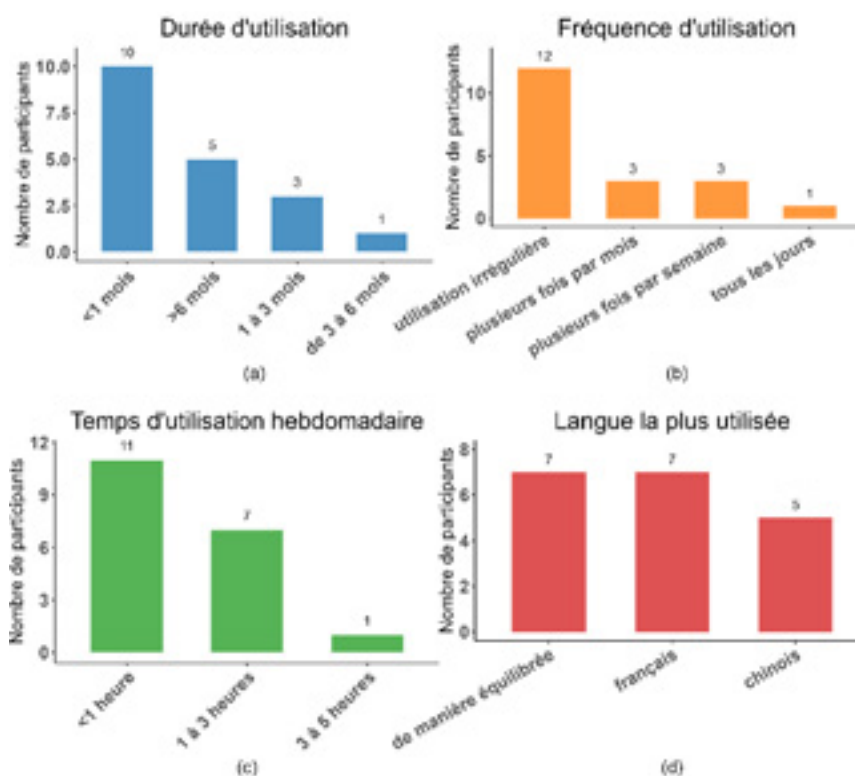 Durée d'utilisation
Nombre de participants
10.0
7.5
5.0
2.5
0.0
10
5
3
1
<1 mois
>6 mois
1 à 3 mois
de 3 à 6 mois
(a)
Fréquence d'utilisation
Nombre de participants
10
5
0
12
3
3
1
utilisation irrégulière
plusieurs fois par mois
plusieurs fois par semaine
tous les jours
(b)
Temps d'utilisation hebdomadaire
Nombre de participants
12
9
6
3
0
11
7
1
<1 heure
1 à 3 heures
3 à 5 heures
(c)
Langue la plus utilisée
Nombre de participants
8
6
4
2
0
7
7
5
de manière équilibrée
français
chinois
(d)